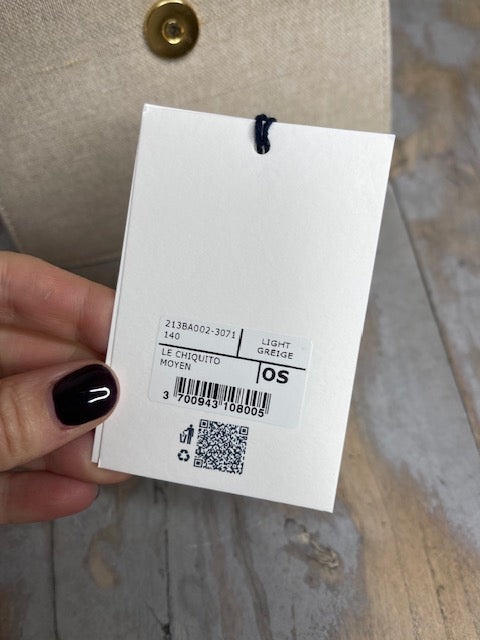 213BA002-3071
140
LIGHT
GREIGE
LE CHIQUITO
MOYEN
OS
3 700943 108005